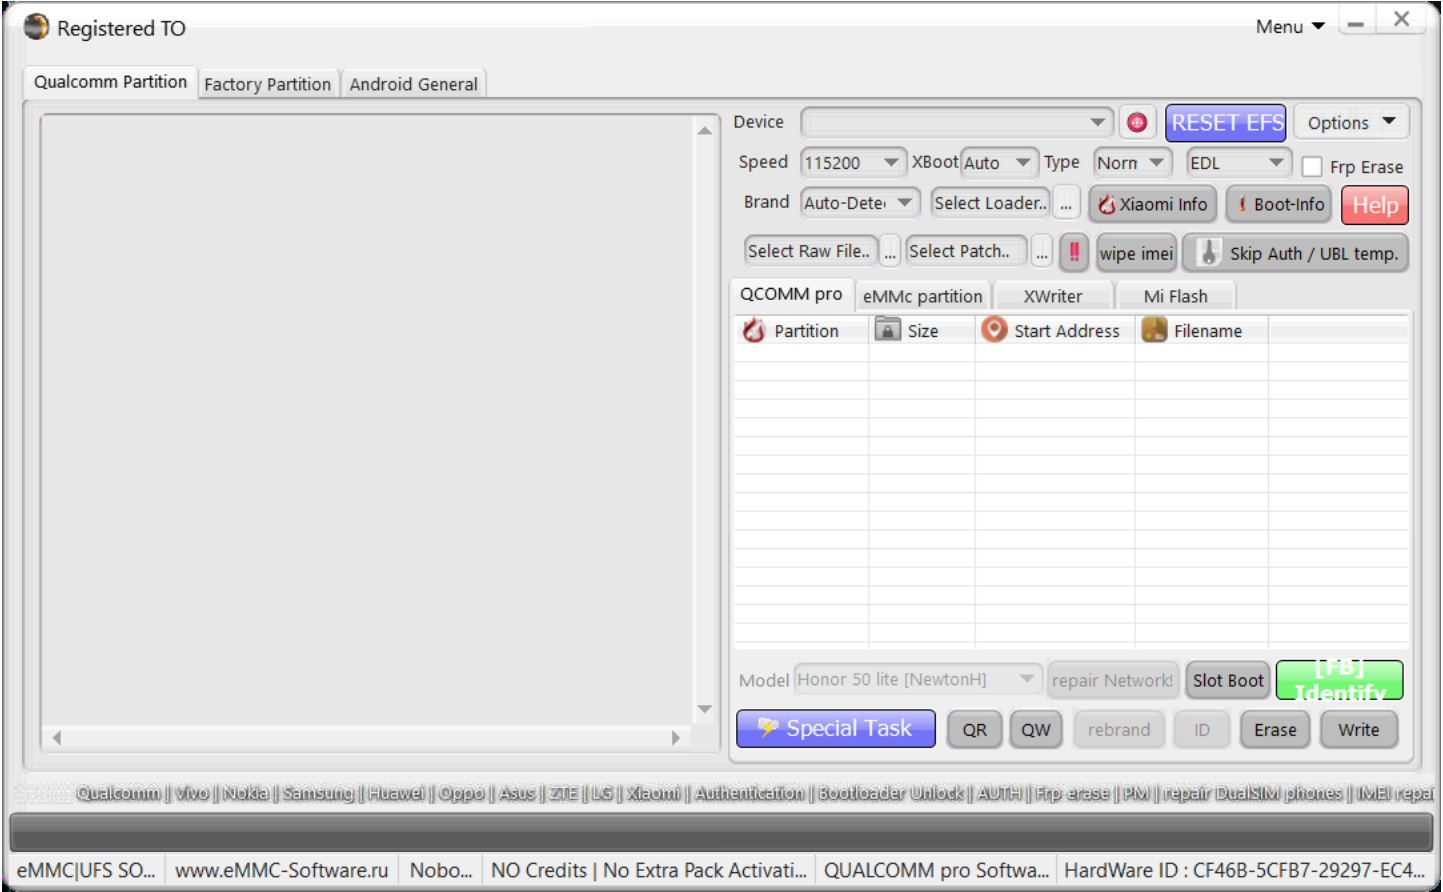 Registered TO
Menu
Qualcomm Partition Factory Partition Android General
Device RESET EFS Options
Speed 115200 XBoot Auto Type Norn EDL Frp Erase
Brand Auto-Dete Select Loader.. ... Xiaomi Info Boot-Info Help
Select Raw File.. ... Select Patch.. ... !! wipe imei Skip Auth / UBL temp.
QCOMM pro eMMc partition XWriter Mi Flash
Partition Size Start Address Filename
Model Honor 50 lite [NewtonH] repair Network! Slot Boot [FB] Identify
Special Task QR QW rebrand ID Erase Write
Qualcomm || Vivo || Nokia || Samsung || Huawei || Oppo || Asus || ZTE || LG || Xiaomi || Authentication || Bootloader Unlock || AUTH || Frp erase || PM || repair DualSIM phones || IMEI repai
eMMC|UFS SO... www.eMMC-Software.ru Nobo... NO Credits | No Extra Pack Activati... QUALCOMM pro Softwa... HardWare ID : CF46B-5CFB7-29297-EC4...